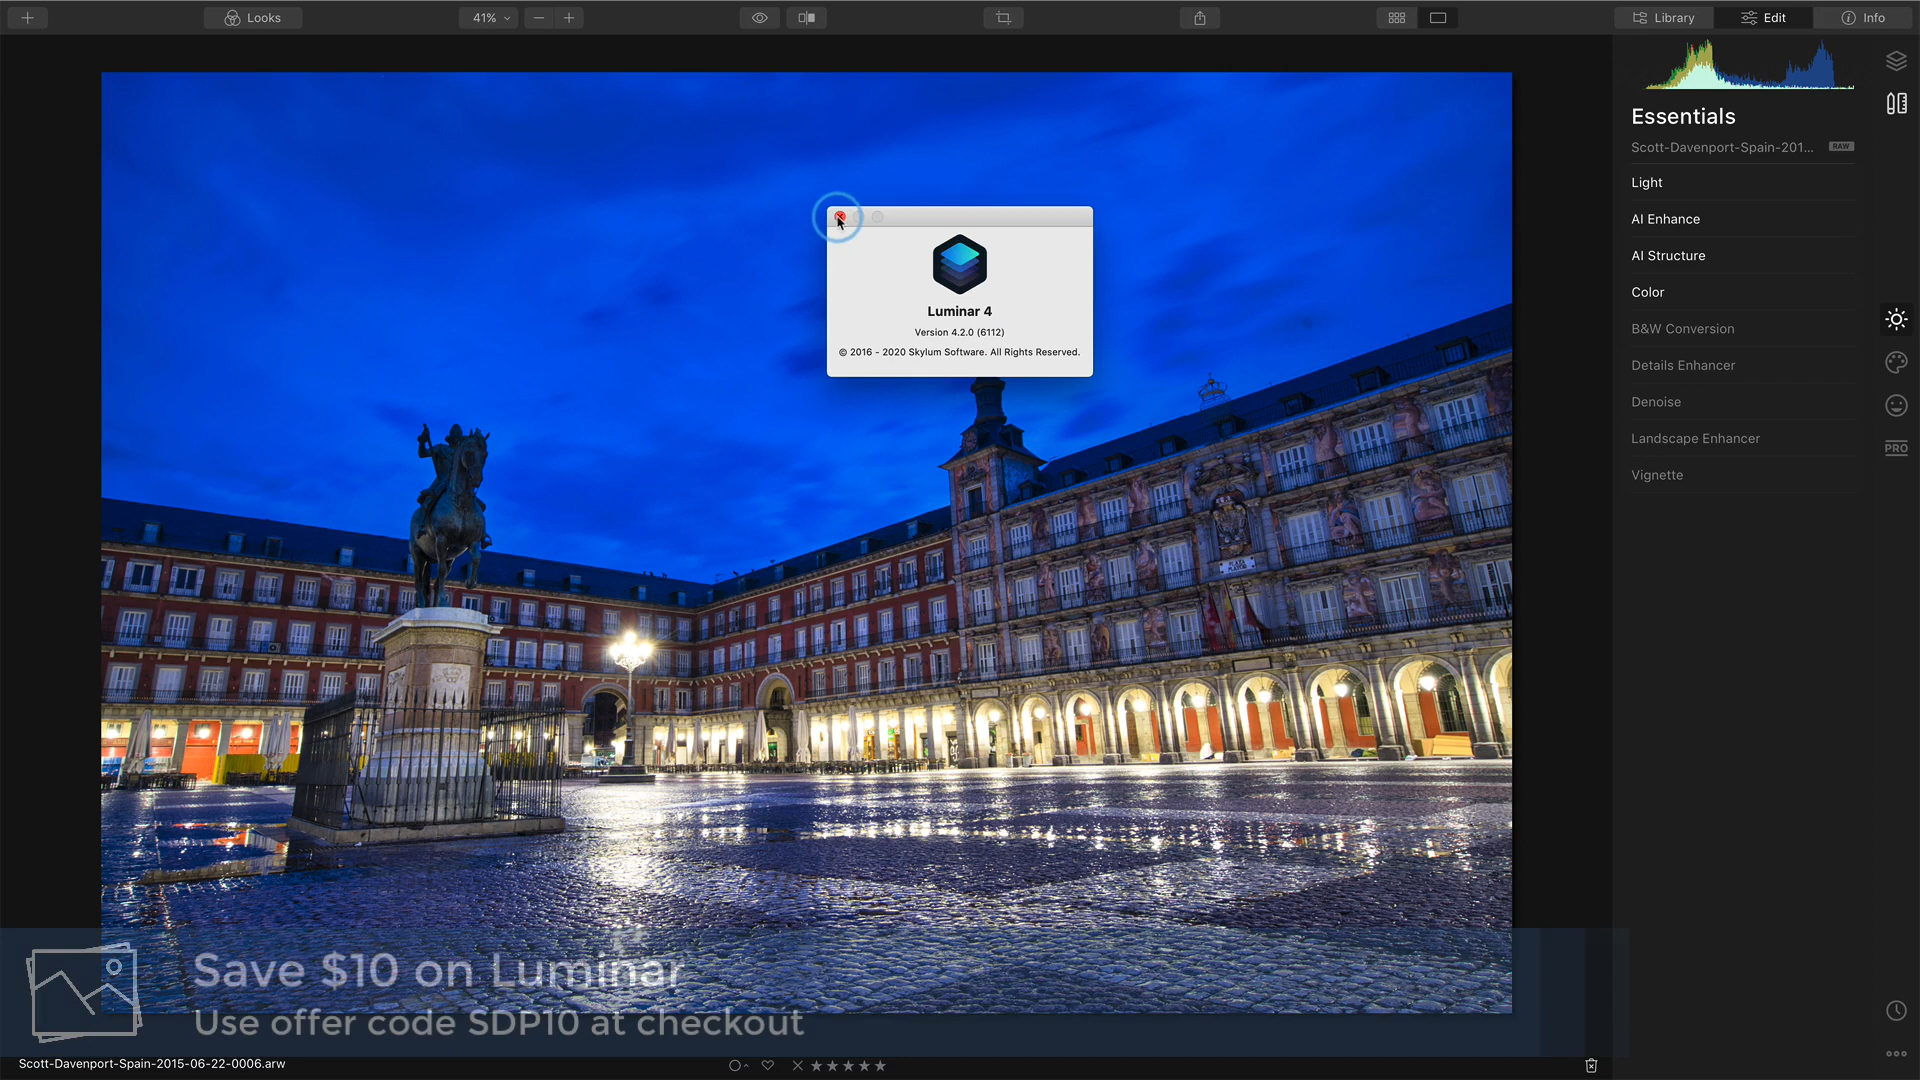 Looks
41%
Library
Edit
Info
Essentials
Scott-Davenport-Spain-201...
RAW
Light
AI Enhance
AI Structure
Color
B&W Conversion
Details Enhancer
Denoise
Landscape Enhancer
Vignette
PRO
Luminar 4
Version 4.2.0 (6112)
© 2016 - 2020 Skylum Software. All Rights Reserved.
PLAZA
MAYOR
Save $10 on Luminar
Use offer code SDP10 at checkout
Scott-Davenport-Spain-2015-06-22-0006.arw